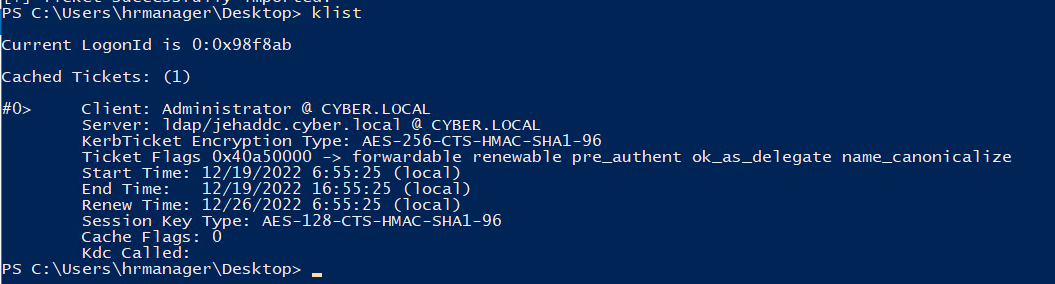 [*] Ticket successfully imported!
PS C:\Users\hrmanager\Desktop> klist
Current LogonId is 0:0x98f8ab
Cached Tickets: (1)
#0>     Client: Administrator @ CYBER.LOCAL
        Server: ldap/jehaddc.cyber.local @ CYBER.LOCAL
        KerbTicket Encryption Type: AES-256-CTS-HMAC-SHA1-96
        Ticket Flags 0x40a50000 -> forwardable renewable pre_authent ok_as_delegate name_canonicalize
        Start Time: 12/19/2022 6:55:25 (local)
        End Time:   12/19/2022 16:55:25 (local)
        Renew Time: 12/26/2022 6:55:25 (local)
        Session Key Type: AES-128-CTS-HMAC-SHA1-96
        Cache Flags: 0
        Kdc Called:
PS C:\Users\hrmanager\Desktop>